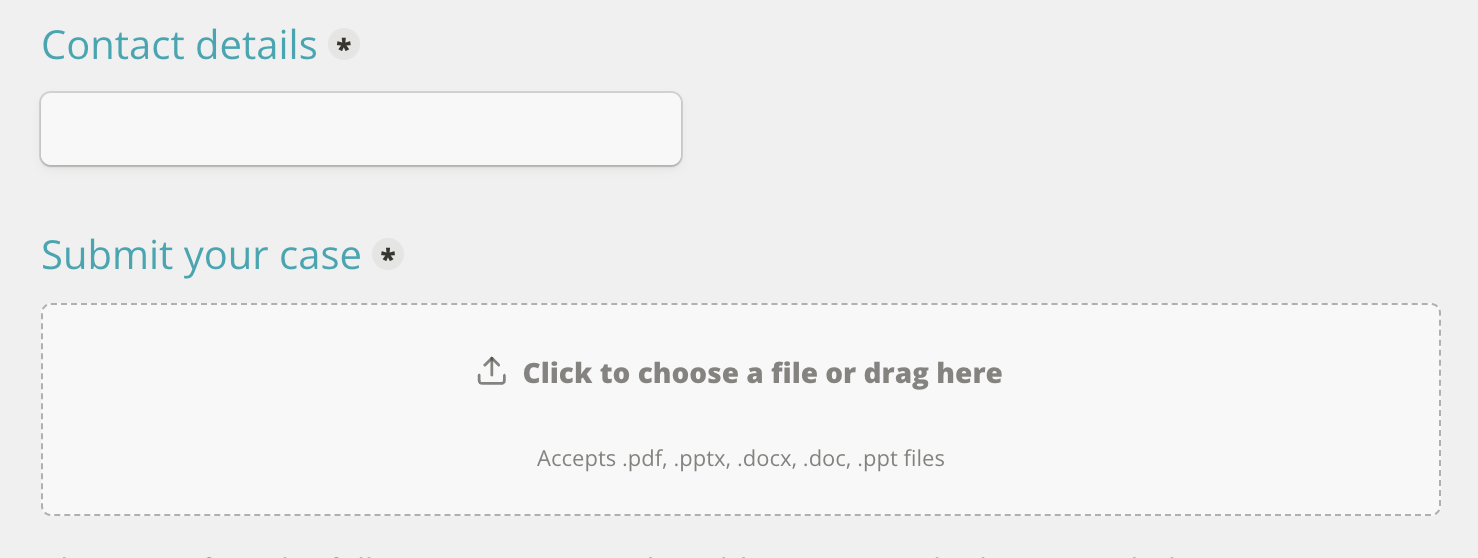 Contact details *
Submit your case *
Click to choose a file or drag here
Accepts .pdf, .pptx, .docx, .doc, .ppt files